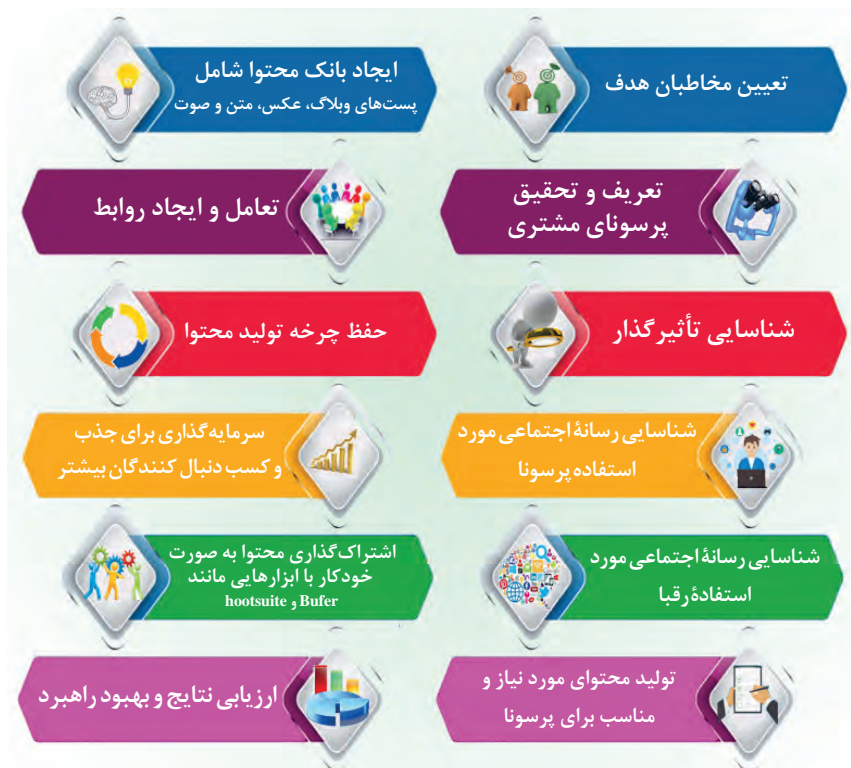 تعیین مخاطبان هدف
تعریف و تحقیق
پرسونای مشتری
شناسایی تأثیرگذار
شناسایی رسانهٔ اجتماعی مورد
استفاده پرسونا
شناسایی رسانهٔ اجتماعی مورد
استفادهٔ رقبا
تولید محتوای مورد نیاز و
مناسب برای پرسونا
ایجاد بانک محتوا شامل
پست‌های وبلاگ، عکس، متن و صوت
تعامل و ایجاد روابط
حفظ چرخه تولید محتوا
سرمایه‌گذاری برای جذب
و کسب دنبال کنندگان بیشتر
اشتراک‌گذاری محتوا به صورت
خودکار با ابزارهایی مانند
Bufer و hootsuite
ارزیابی نتایج و بهبود راهبرد